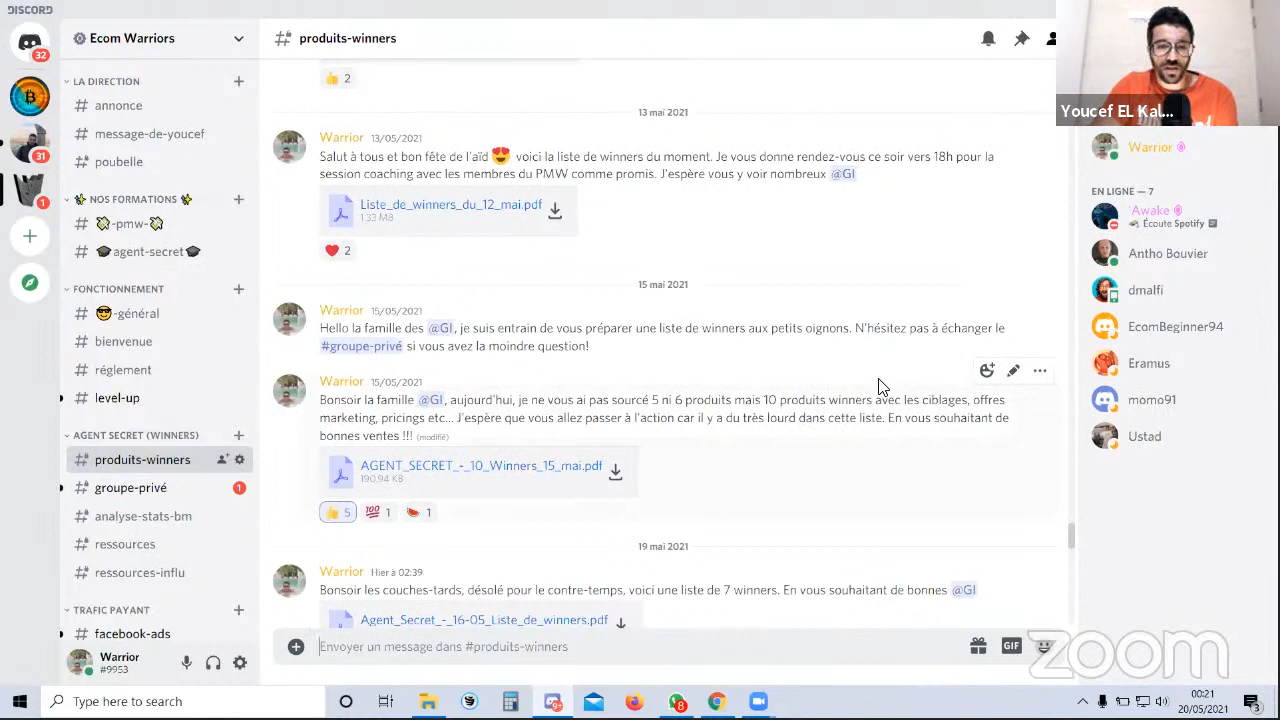 DISCORD
32
31
1
Ecom Warriors
LA DIRECTION
annonce
message-de-youcef
poubelle
NOS FORMATIONS
-pmw-
-agent-secret
FONCTIONNEMENT
-général
bienvenue
réglement
level-up
AGENT SECRET (WINNERS)
produits-winners
groupe-privé 1
analyse-stats-bm
ressources
ressources-influ
TRAFIC PAYANT
facebook-ads
Warrior
#9953
produits-winners
2
13 mai 2021
Warrior 13/05/2021
Salut à tous et bon fête de l'aïd 😍 voici la liste de winners du moment. Je vous donne rendez-vous ce soir vers 18h pour la
session coaching avec les membres du PMW comme promis. J'espère vous y voir nombreux @GI
Liste_de_winners_du_12_mai.pdf
1.33 MB
2
15 mai 2021
Warrior 15/05/2021
Hello la famille des @GI, je suis entrain de vous préparer une liste de winners aux petits oignons. N'hésitez pas à échanger le
#groupe-privé si vous avez la moindre question!
Warrior 15/05/2021
Bonsoir la famille @GI, aujourd'hui, je ne vous ai pas sourcé 5 ni 6 produits mais 10 produits winners avec les ciblages, offres
marketing, pricings etc... J'espère que vous allez passer à l'action car il y a du très lourd dans cette liste. En vous souhaitant de
bonnes ventes !!! (modifié)
AGENT_SECRET_-_10_Winners_15_mai.pdf
190.94 KB
5 100 1 1
19 mai 2021
Warrior Hier à 02:39
Bonsoir les couches-tards, désolé pour le contre-temps, voici une liste de 7 winners. En vous souhaitant de bonnes @GI
Agent_Secret_-_16-05_Liste_de_winners.pdf
Envoyer un message dans #produits-winners
GIF
Youcef EL Kal...
Warrior
EN LIGNE — 7
'Awake
Écoute Spotify
Antho Bouvier
dmalfi
EcomBeginner94
Eramus
momo91
Ustad
zoom
Type here to search
9+
8
00:21
20/05/2021
3